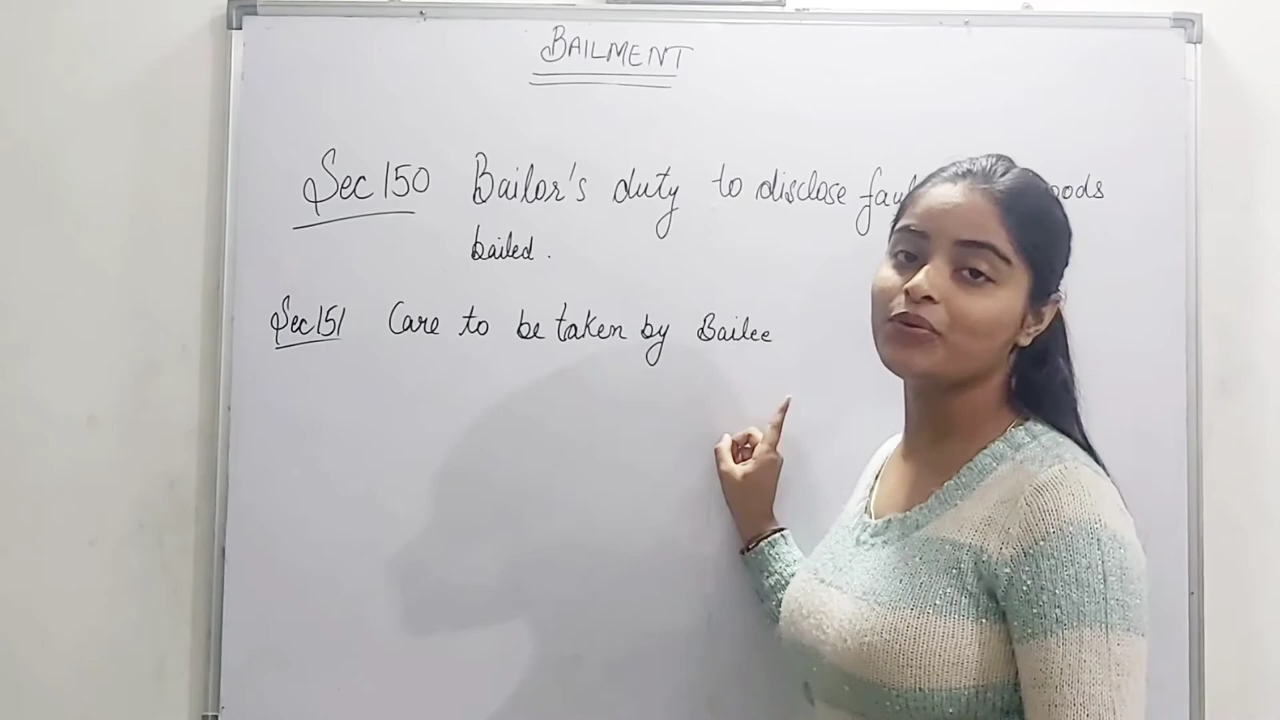 BAILMENT
Sec 150 Bailor's duty to disclose
bailed.
Sec 151 Care to be taken by Bailee